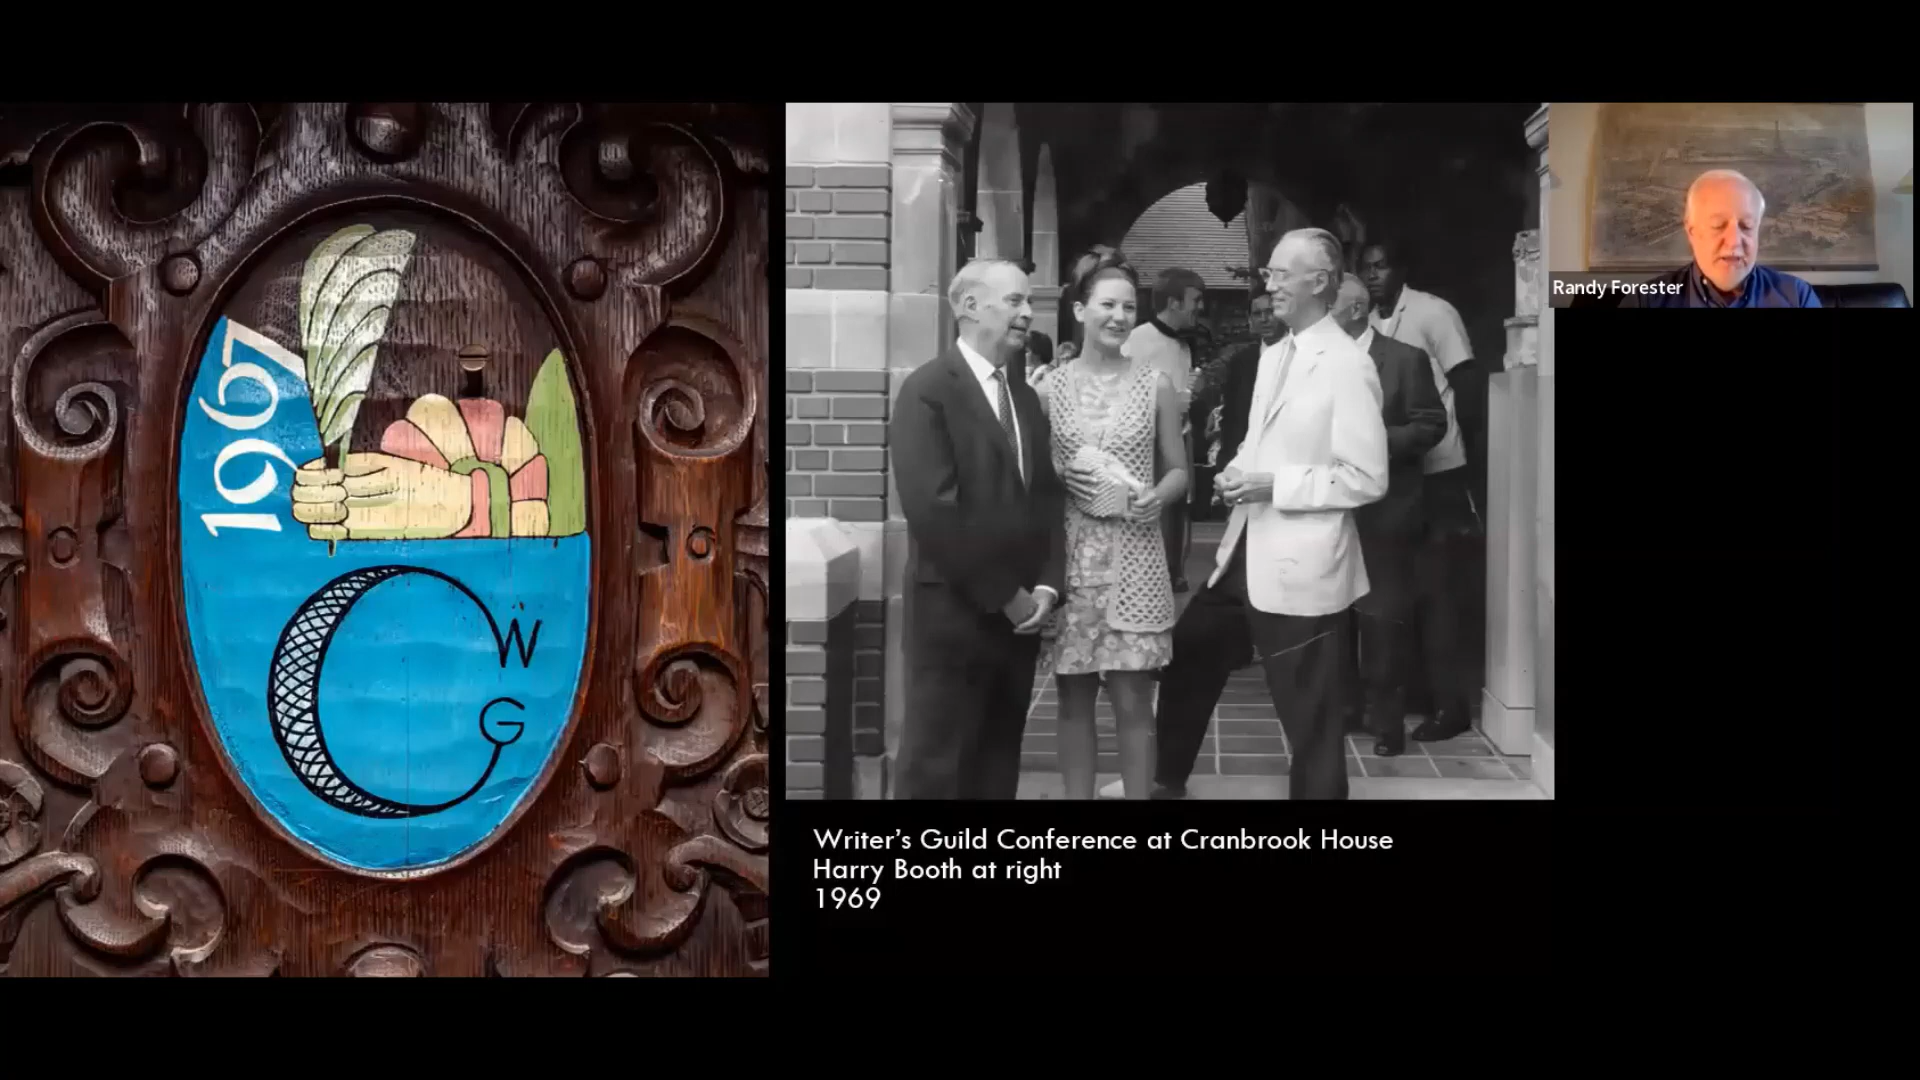 1967
C
W
G
Writer's Guild Conference at Cranbrook House
Harry Booth at right
1969
Randy Forester